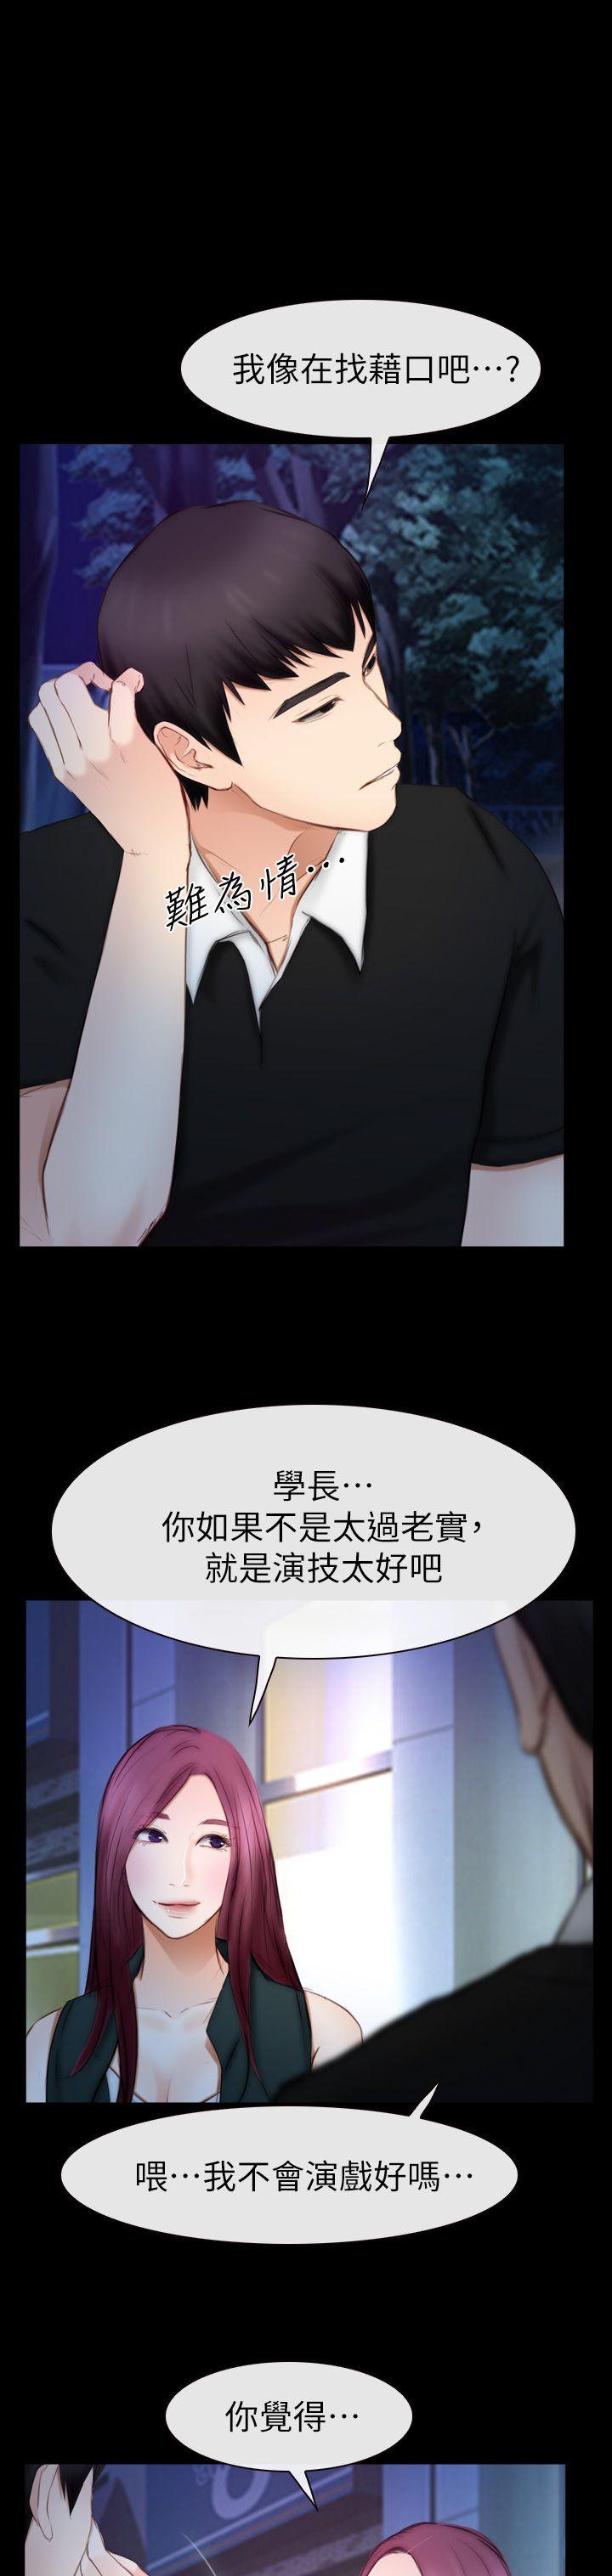 我像在找藉口吧…?
難為情…
學長…
你如果不是太過老實，
就是演技太好吧
喂…我不會演戲好嗎…
你覺得…